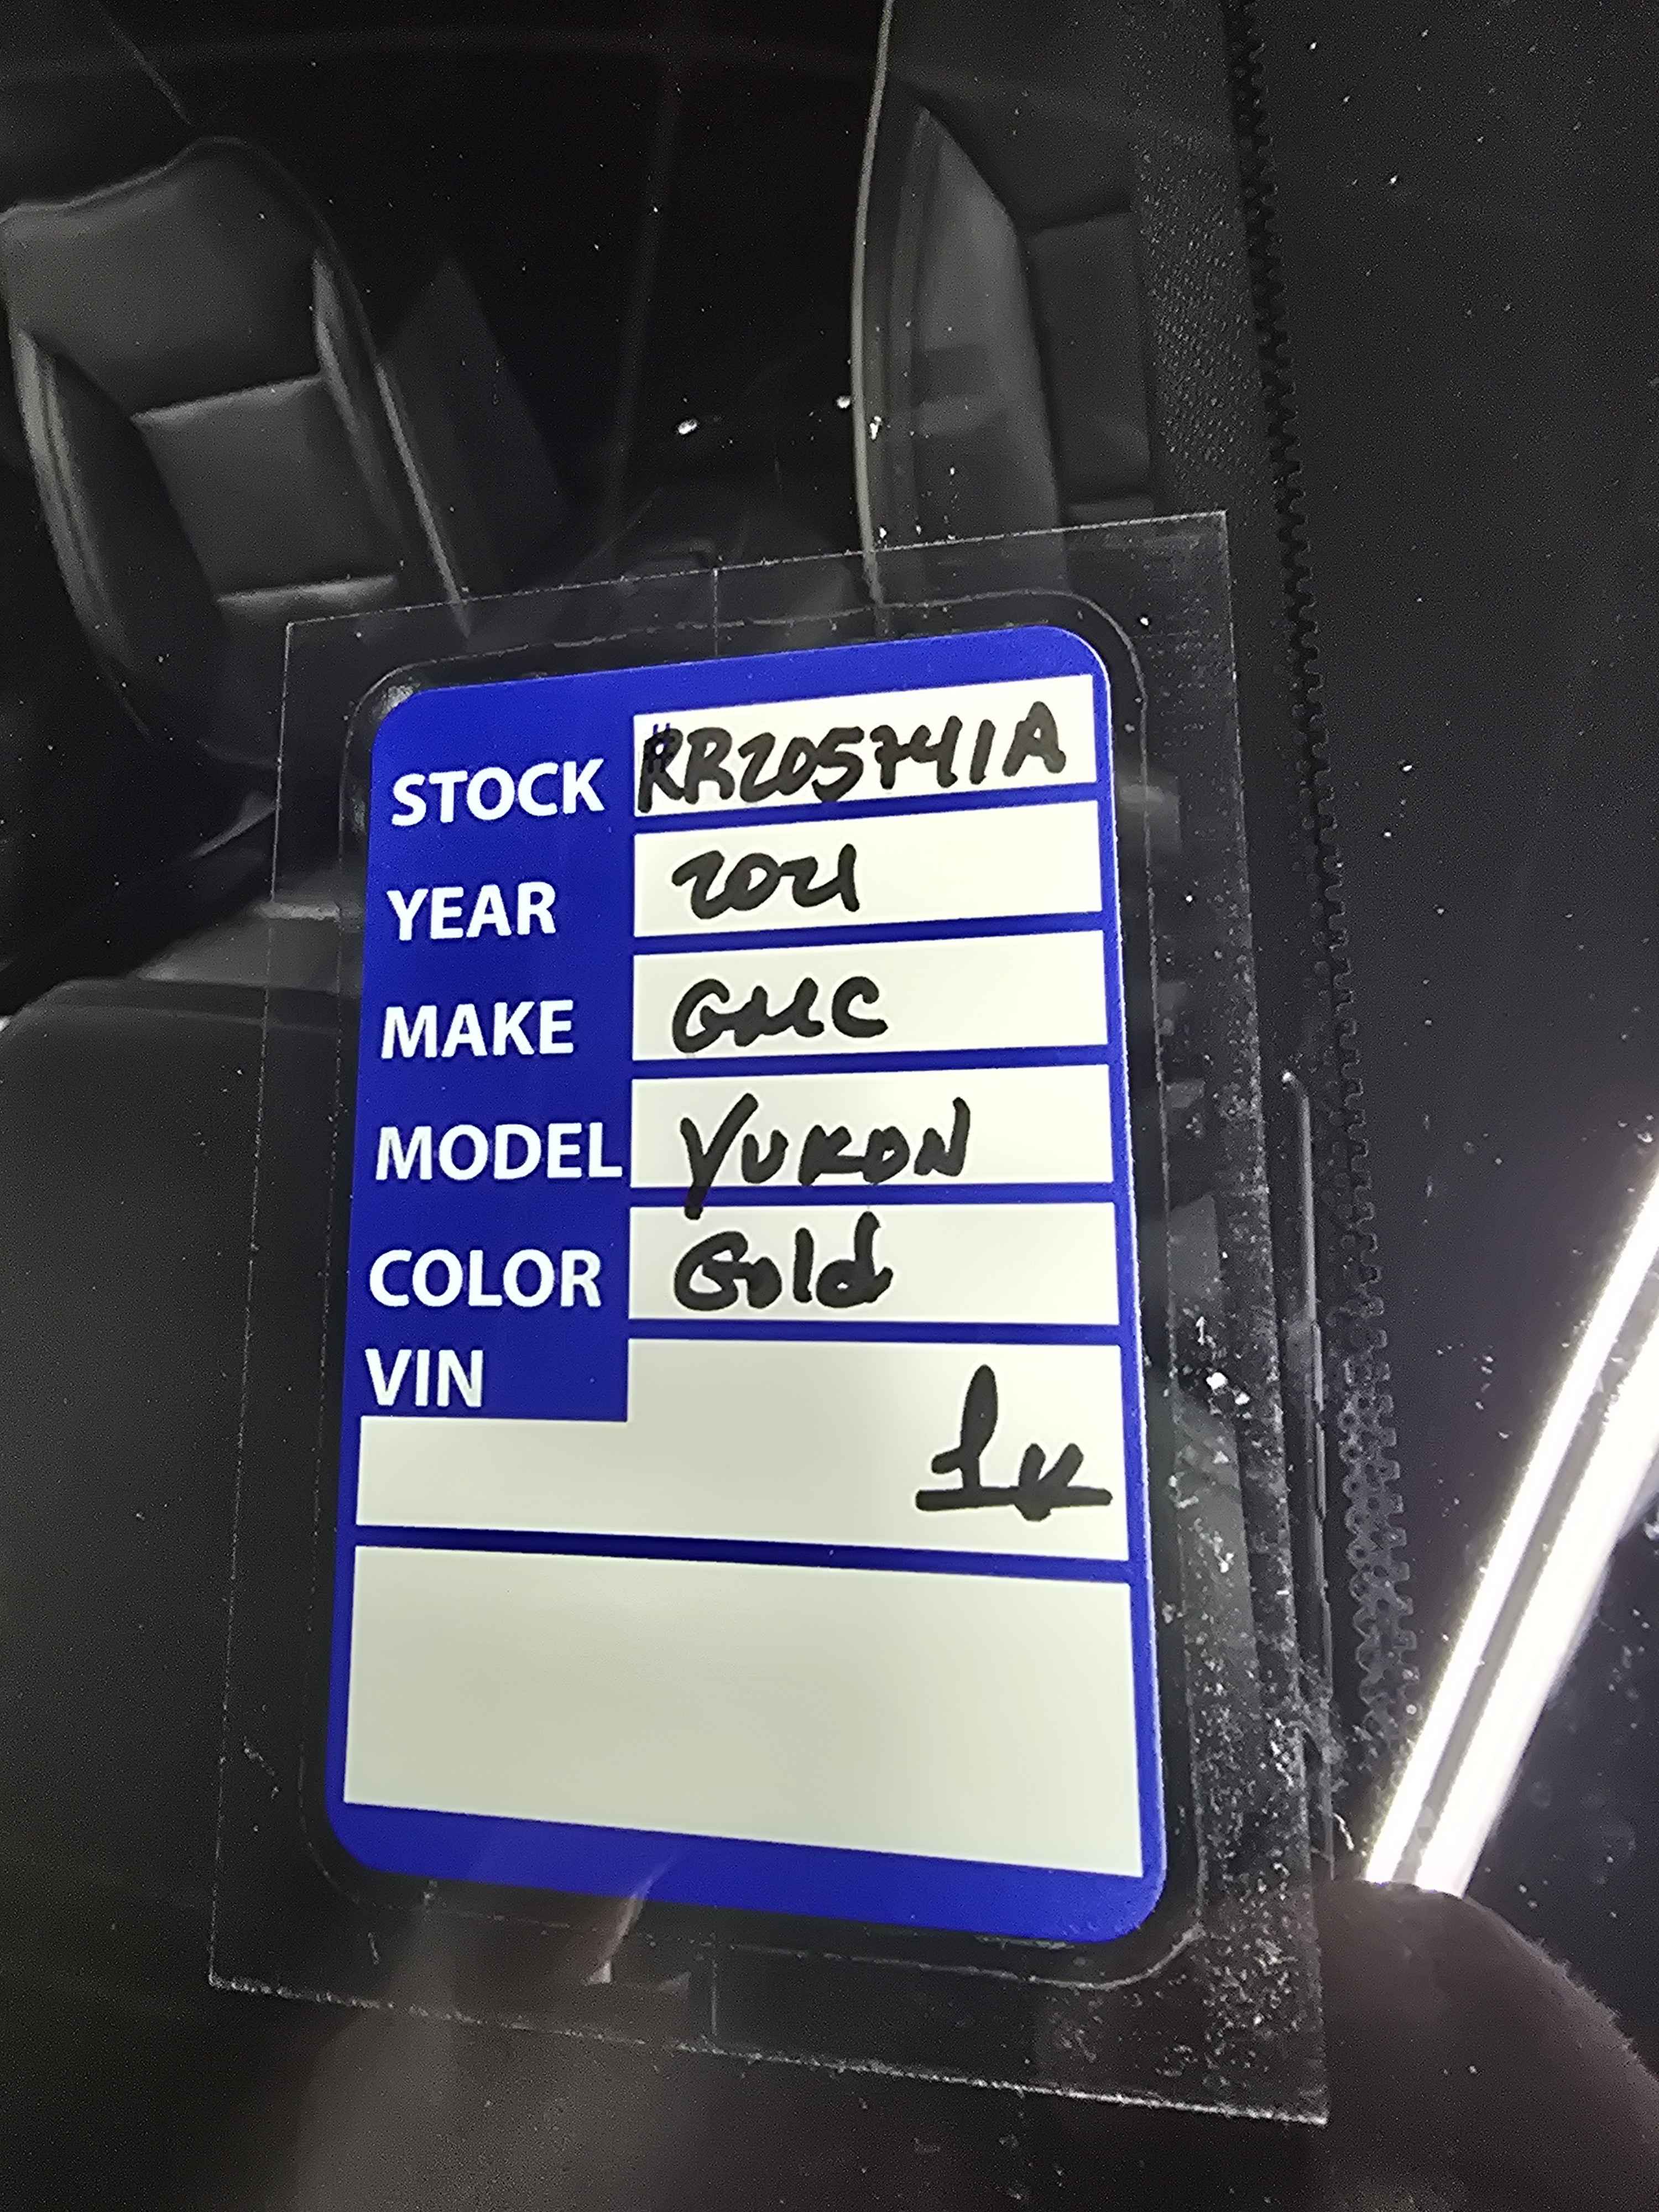 STOCK #RR205741A
YEAR 2021
MAKE GMC
MODEL YUKON
COLOR Gold
VIN
1K